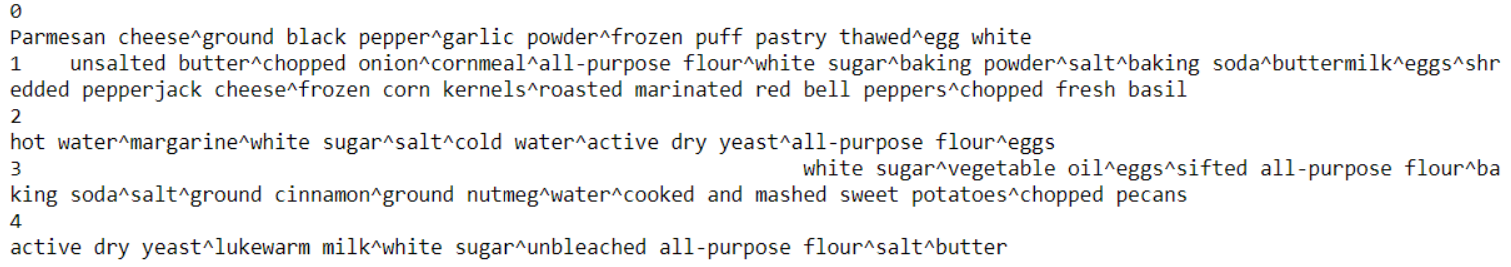 0
Parmesan cheese^ground black pepper^garlic powder^frozen puff pastry thawed^egg white
1    unsalted butter^chopped onion^cornmeal^all-purpose flour^white sugar^baking powder^salt^baking soda^buttermilk^eggs^shr
edded pepperjack cheese^frozen corn kernels^roasted marinated red bell peppers^chopped fresh basil
2
hot water^margarine^white sugar^salt^cold water^active dry yeast^all-purpose flour^eggs
3                                                                 white sugar^vegetable oil^eggs^sifted all-purpose flour^ba
king soda^salt^ground cinnamon^ground nutmeg^water^cooked and mashed sweet potatoes^chopped pecans
4
active dry yeast^lukewarm milk^white sugar^unbleached all-purpose flour^salt^butter